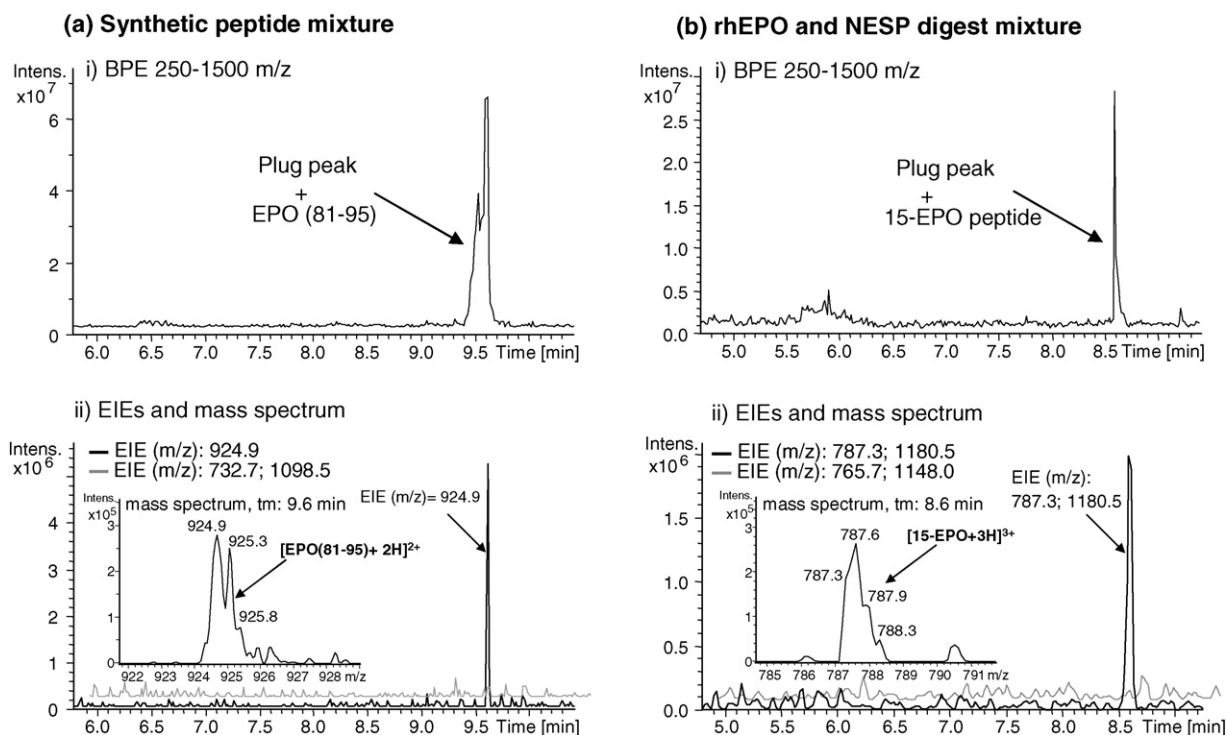 (a) Synthetic peptide mixture
i) BPE 250-1500 m/z
Intens.
x10⁷
6
4
2
0
Plug peak
+
EPO (81-95)
6.0 6.5 7.0 7.5 8.0 8.5 9.0 9.5 Time [min]
ii) EIEs and mass spectrum
Intens.
x10⁶
5
4
3
2
1
0
EIE (m/z): 924.9
EIE (m/z): 732.7; 1098.5
Intens.
x10⁵
mass spectrum, tm: 9.6 min
3
2
1
0
924.9
925.3
925.8
[EPO(81-95)+ 2H]²⁺
922 923 924 925 926 927 928 m/z
EIE (m/z)= 924.9
6.0 6.5 7.0 7.5 8.0 8.5 9.0 9.5 Time [min]
(b) rhEPO and NESP digest mixture
i) BPE 250-1500 m/z
Intens.
x10⁷
2.5
2.0
1.5
1.0
0.5
0.0
Plug peak
+
15-EPO peptide
5.0 5.5 6.0 6.5 7.0 7.5 8.0 8.5 Time [min]
ii) EIEs and mass spectrum
Intens.
x10⁶
1.5
1.0
0.5
0.0
EIE (m/z): 787.3; 1180.5
EIE (m/z): 765.7; 1148.0
Intens.
x10⁵
mass spectrum, tm: 8.6 min
3
2
1
0
787.6
787.3
787.9
788.3
[15-EPO+3H]³⁺
785 786 787 788 789 790 791 m/z
EIE (m/z):
787.3; 1180.5
5.0 5.5 6.0 6.5 7.0 7.5 8.0 8.5 Time [min]